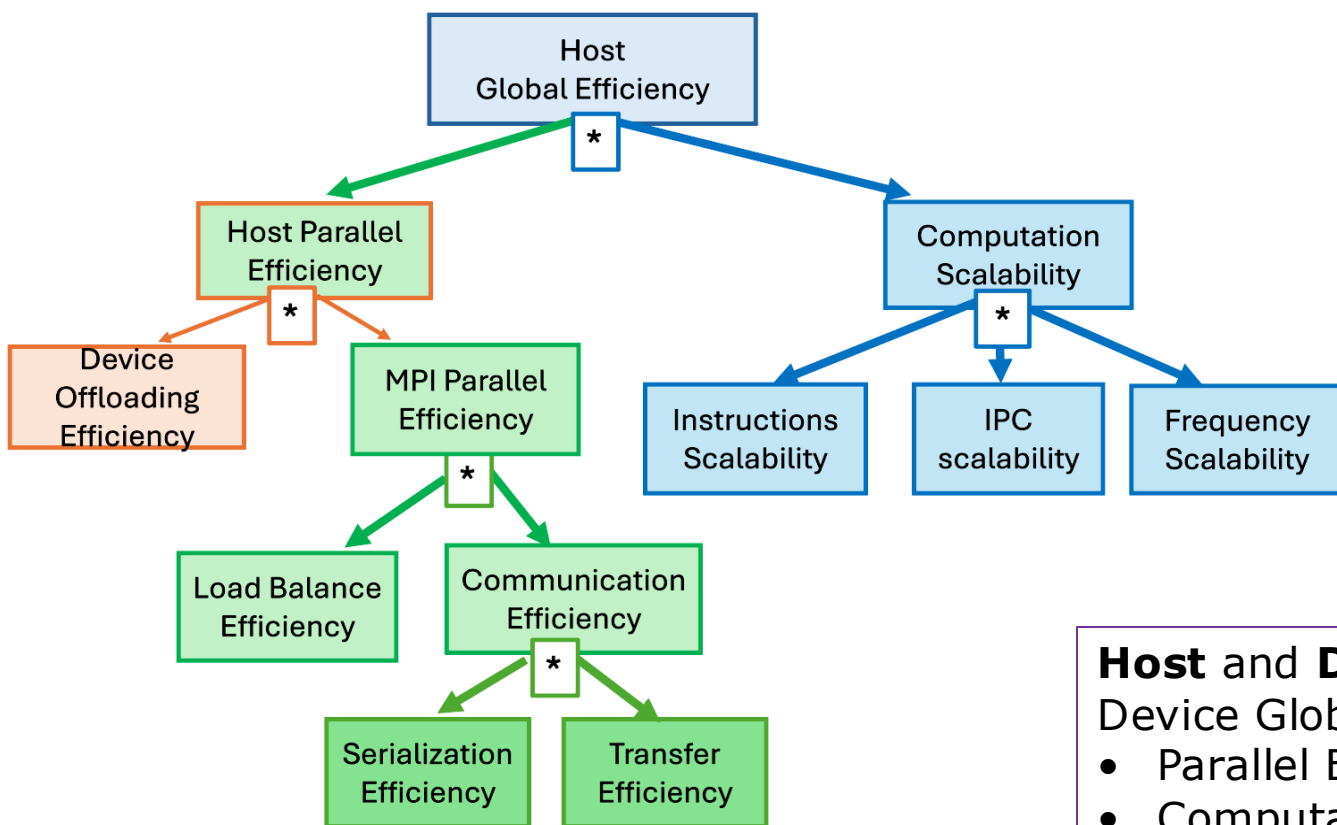 Host
Global Efficiency
*
Host Parallel
Efficiency
*
Computation
Scalability
*
Device
Offloading
Efficiency
MPI Parallel
Efficiency
*
Instructions
Scalability
IPC
scalability
Frequency
Scalability
Load Balance
Efficiency
Communication
Efficiency
*
Serialization
Efficiency
Transfer
Efficiency
Host and D
Device Glob
• Parallel E
• Computa